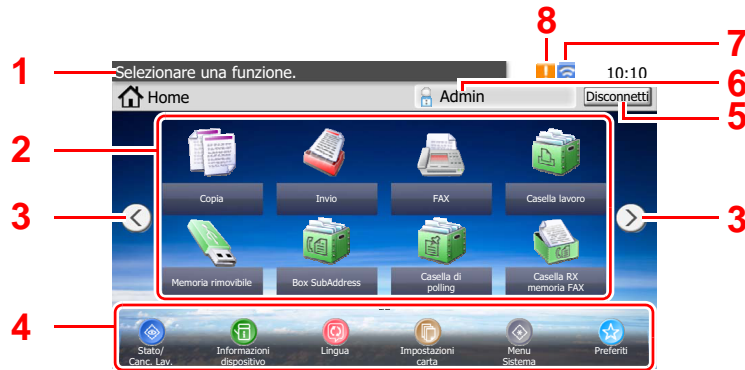 8
7
1
Selezionare una funzione.
10:10
6
Home
Admin
Disconnetti
5
2
Copia
Invio
FAX
Casella lavoro
3
3
Memoria rimovibile
Box SubAddress
Casella di
polling
Casella RX
memoria FAX
4
Stato/
Canc. Lav.
Informazioni
dispositivo
Lingua
Impostazioni
carta
Menu
Sistema
Preferiti